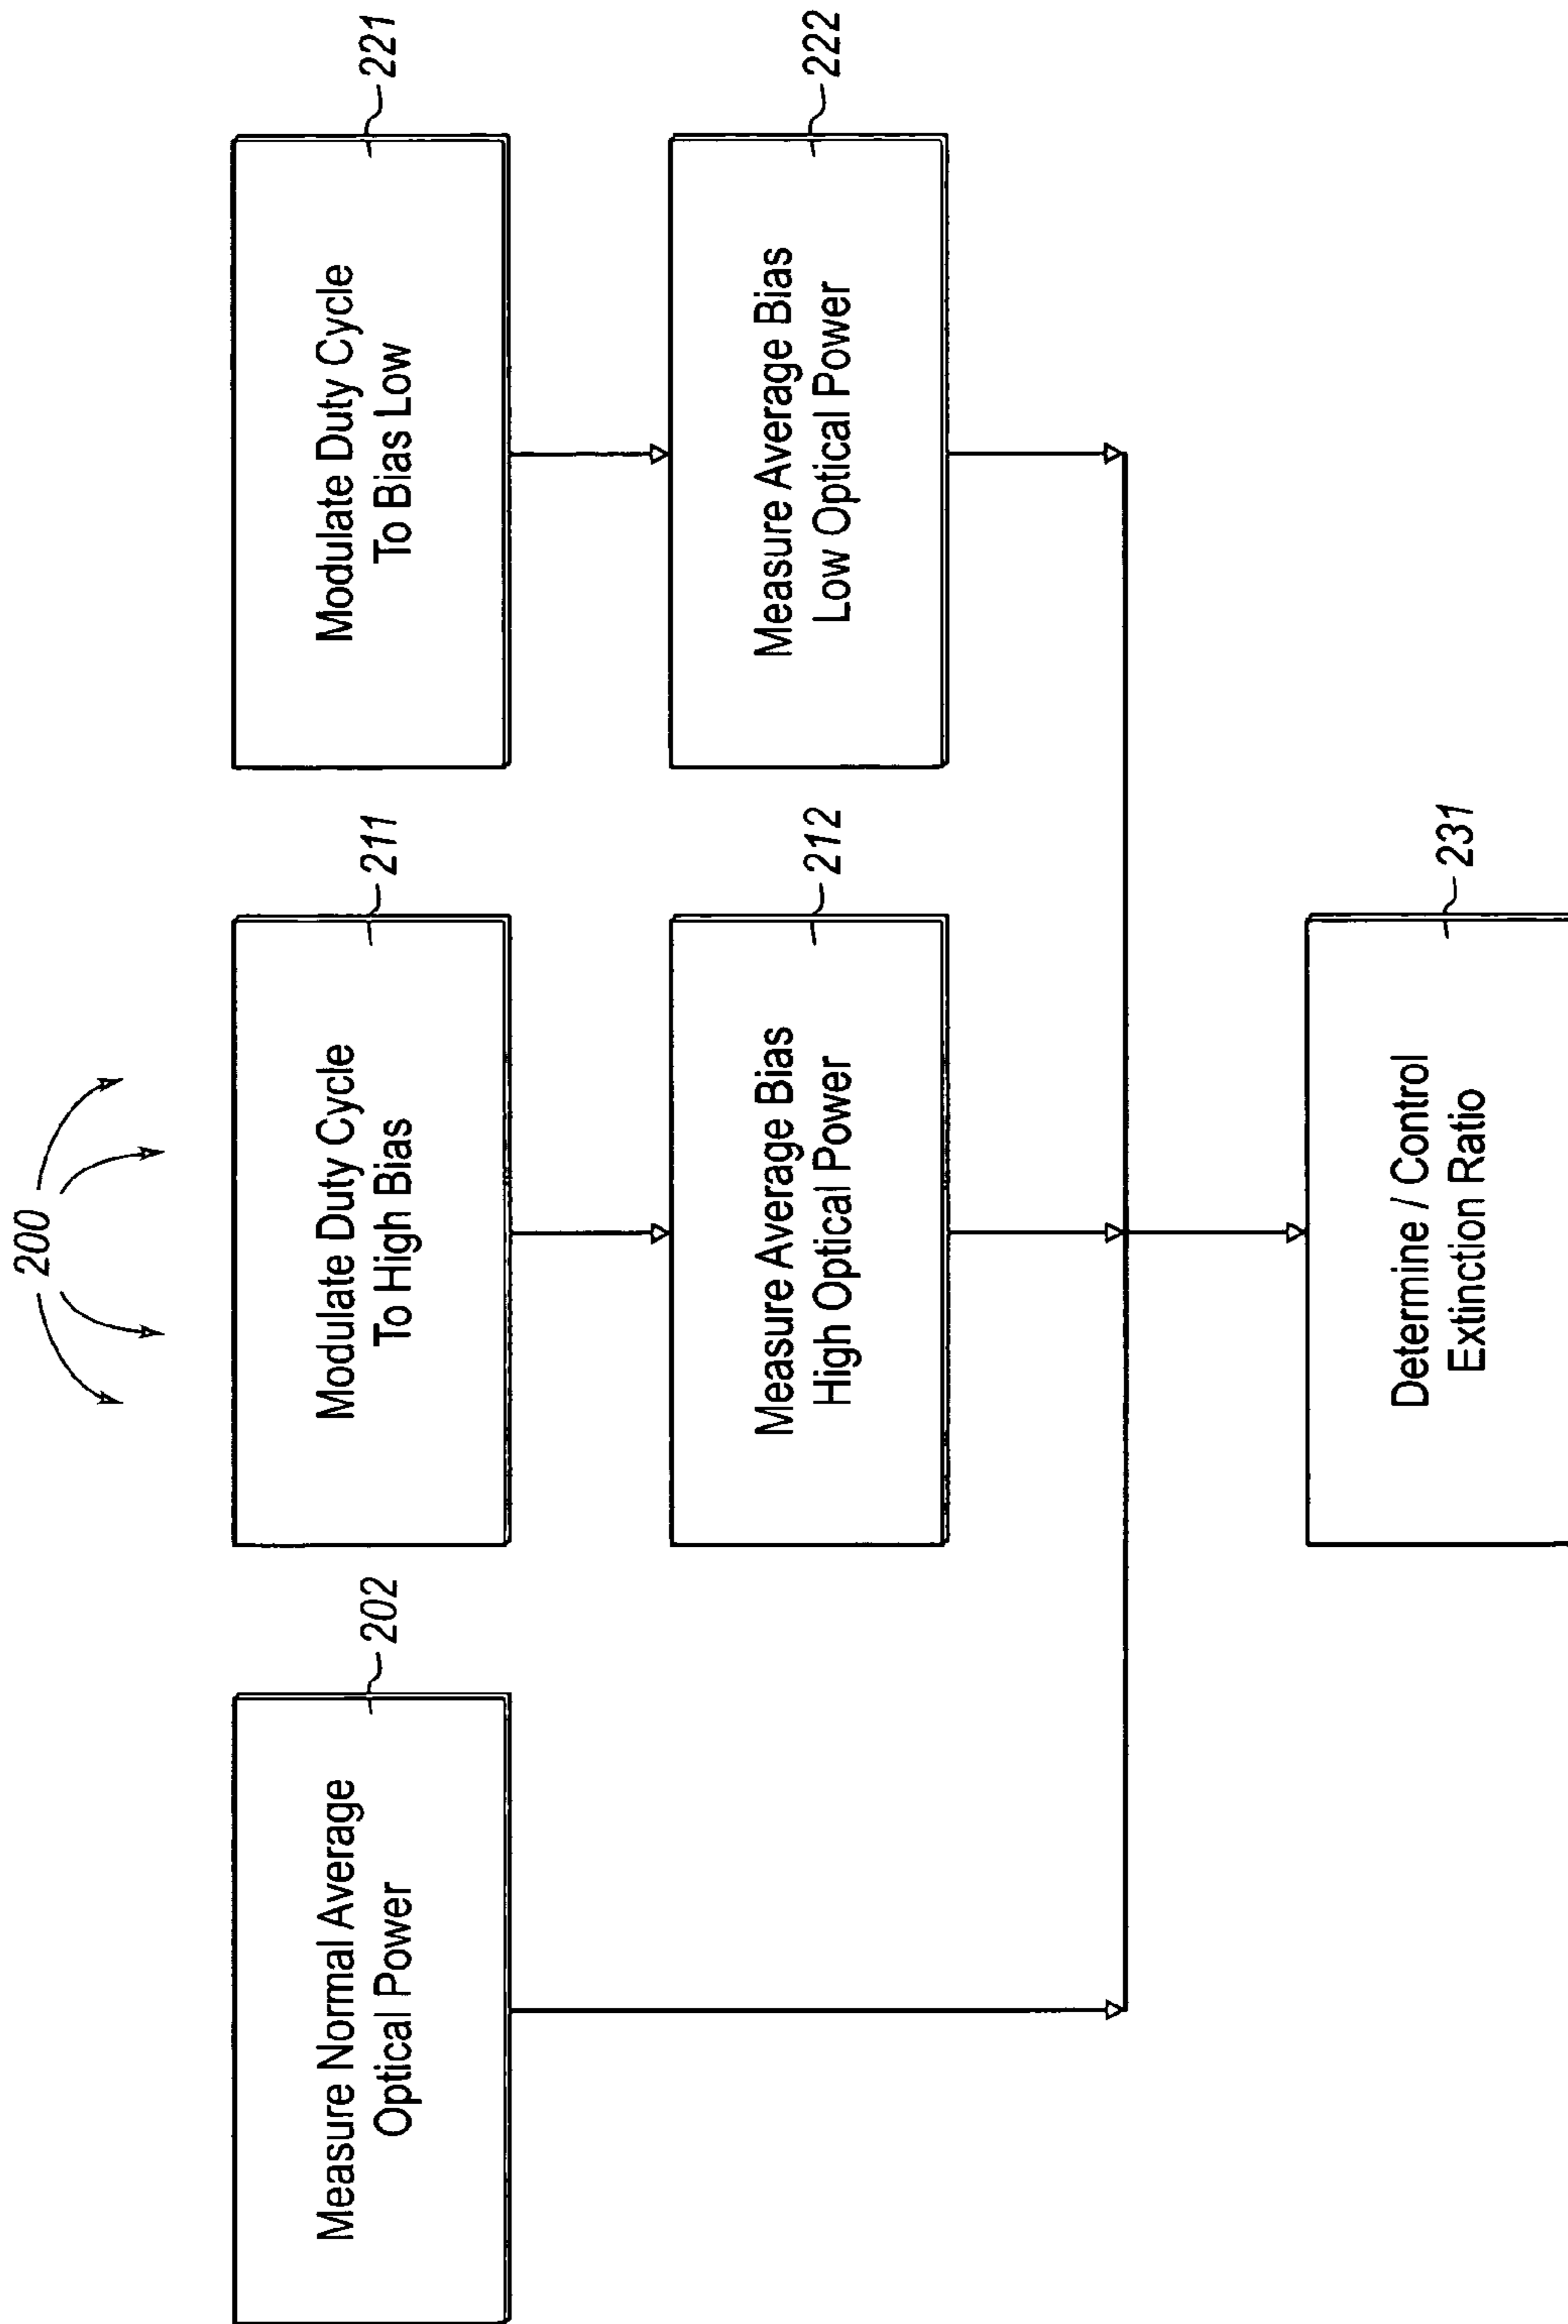 200
Measure Normal Average
Optical Power
202
Modulate Duty Cycle
To High Bias
211
Modulate Duty Cycle
To Bias Low
221
Measure Average Bias
High Optical Power
212
Measure Average Bias
Low Optical Power
222
Determine / Control
Extinction Ratio
231